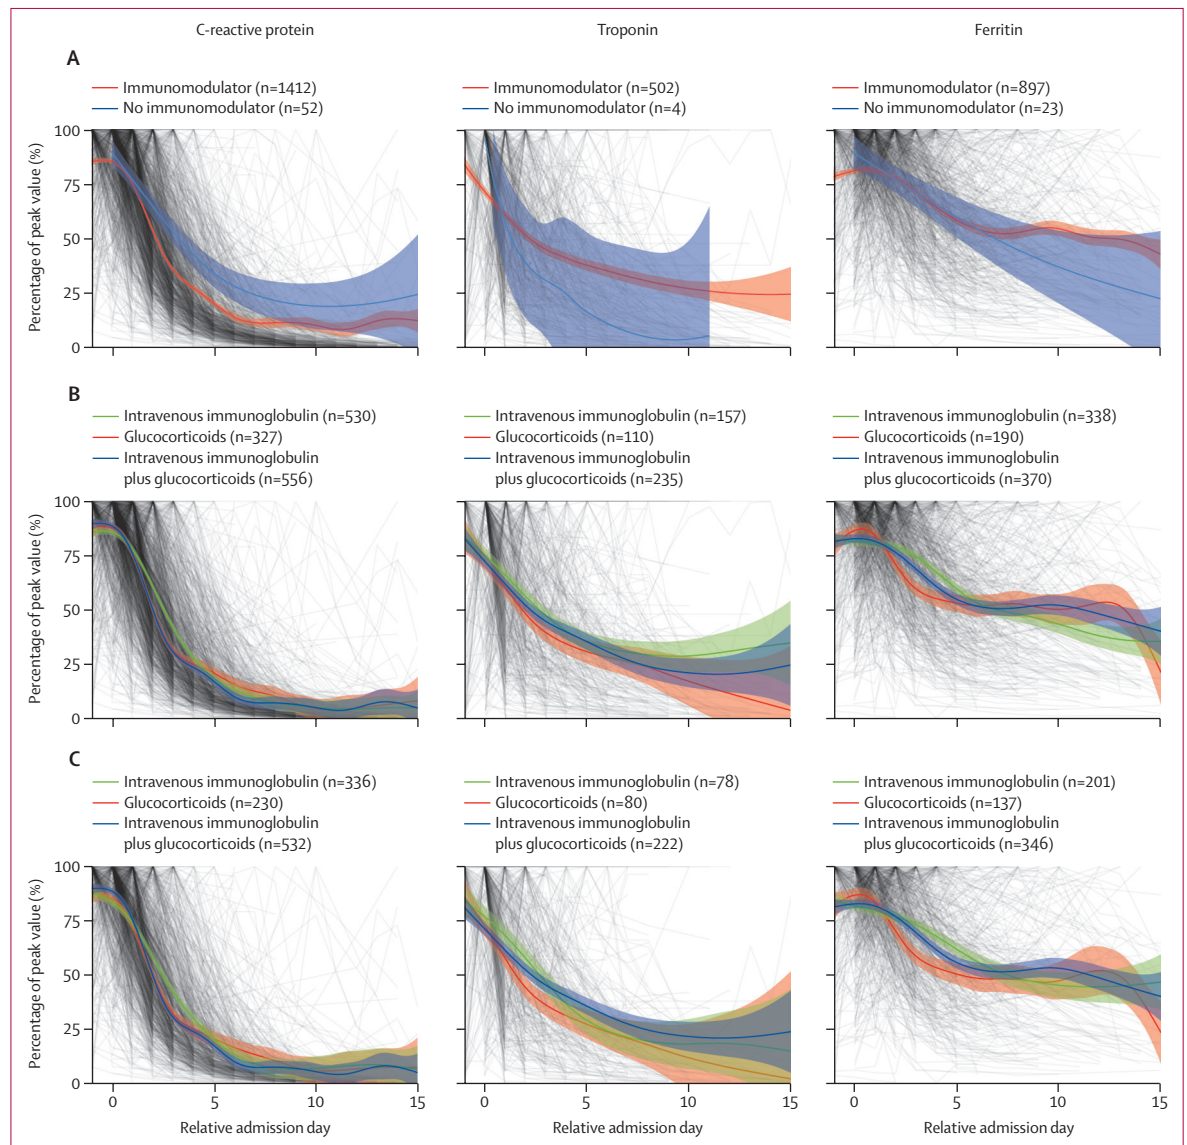 C-reactive protein
Troponin
Ferritin
A
Immunomodulator (n=1412)
No immunomodulator (n=52)
Immunomodulator (n=502)
No immunomodulator (n=4)
Immunomodulator (n=897)
No immunomodulator (n=23)
Percentage of peak value (%)
100
75
50
25
0
B
Intravenous immunoglobulin (n=530)
Glucocorticoids (n=327)
Intravenous immunoglobulin
plus glucocorticoids (n=556)
Intravenous immunoglobulin (n=157)
Glucocorticoids (n=110)
Intravenous immunoglobulin
plus glucocorticoids (n=235)
Intravenous immunoglobulin (n=338)
Glucocorticoids (n=190)
Intravenous immunoglobulin
plus glucocorticoids (n=370)
Percentage of peak value (%)
100
75
50
25
0
C
Intravenous immunoglobulin (n=336)
Glucocorticoids (n=230)
Intravenous immunoglobulin
plus glucocorticoids (n=532)
Intravenous immunoglobulin (n=78)
Glucocorticoids (n=80)
Intravenous immunoglobulin
plus glucocorticoids (n=222)
Intravenous immunoglobulin (n=201)
Glucocorticoids (n=137)
Intravenous immunoglobulin
plus glucocorticoids (n=346)
Percentage of peak value (%)
100
75
50
25
0
0 5 10 15
0 5 10 15
0 5 10 15
Relative admission day
Relative admission day
Relative admission day